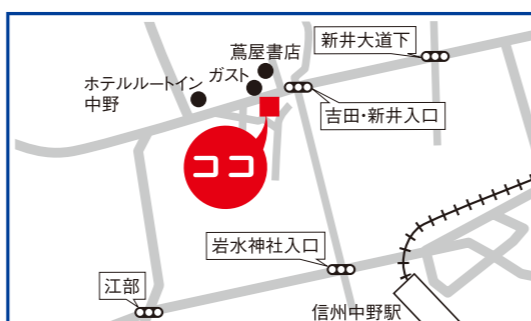 新井大道下
蔦屋書店
ガスト
ホテルルートイン
中野
吉田・新井入口
ココ
岩水神社入口
江部
信州中野駅